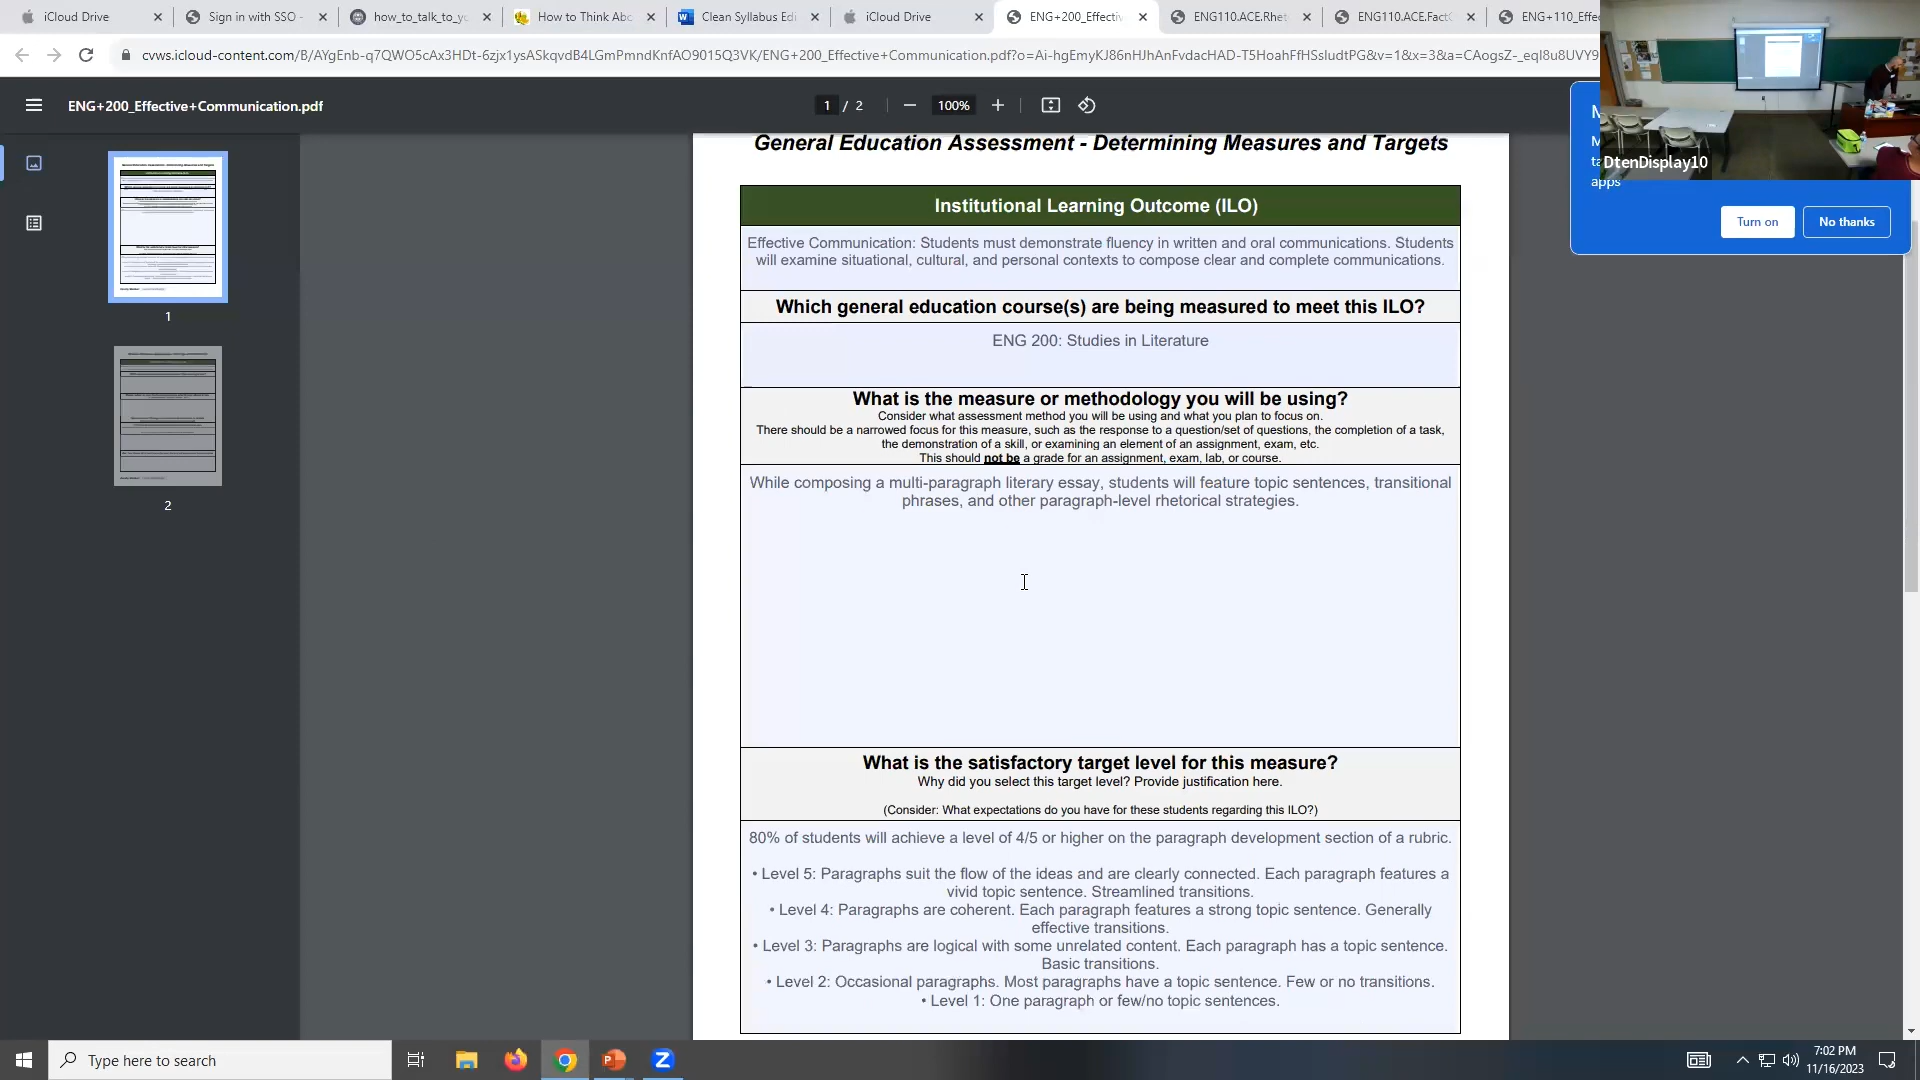 iCloud Drive
Sign in with SSO -
how_to_talk_to_y
How to Think Abo
Clean Syllabus Edi
iCloud Drive
ENG+200_Effectiv
ENG110.ACE.Rhet
ENG110.ACE.Fact
ENG+110_Effe
cvws.icloud-content.com/B/AYgEnb-q7QWO5cAx3HDt-6zjx1ysASkqvdB4LGmPmndKnfAO9015Q3VK/ENG+200_Effective+Communication.pdf?o=Ai-hgEmyKJ86nHJhAnFvdacHAD-T5HoahFfHSsludtPG&v=1&x=3&a=CAogsZ-_eql8u8UVY9
ENG+200_Effective+Communication.pdf
1 / 2
100%
DtenDisplay10
apps
Turn on
No thanks
1
2
General Education Assessment - Determining Measures and Targets
Institutional Learning Outcome (ILO)
Effective Communication: Students must demonstrate fluency in written and oral communications. Students
will examine situational, cultural, and personal contexts to compose clear and complete communications.
Which general education course(s) are being measured to meet this ILO?
ENG 200: Studies in Literature
What is the measure or methodology you will be using?
Consider what assessment method you will be using and what you plan to focus on.
There should be a narrowed focus for this measure, such as the response to a question/set of questions, the completion of a task,
the demonstration of a skill, or examining an element of an assignment, exam, etc.
This should not be a grade for an assignment, exam, lab, or course.
While composing a multi-paragraph literary essay, students will feature topic sentences, transitional
phrases, and other paragraph-level rhetorical strategies.
What is the satisfactory target level for this measure?
Why did you select this target level? Provide justification here.
(Consider: What expectations do you have for these students regarding this ILO?)
80% of students will achieve a level of 4/5 or higher on the paragraph development section of a rubric.
• Level 5: Paragraphs suit the flow of the ideas and are clearly connected. Each paragraph features a
vivid topic sentence. Streamlined transitions.
• Level 4: Paragraphs are coherent. Each paragraph features a strong topic sentence. Generally
effective transitions.
• Level 3: Paragraphs are logical with some unrelated content. Each paragraph has a topic sentence.
Basic transitions.
• Level 2: Occasional paragraphs. Most paragraphs have a topic sentence. Few or no transitions.
• Level 1: One paragraph or few/no topic sentences.
Type here to search
7:02 PM
11/16/2023